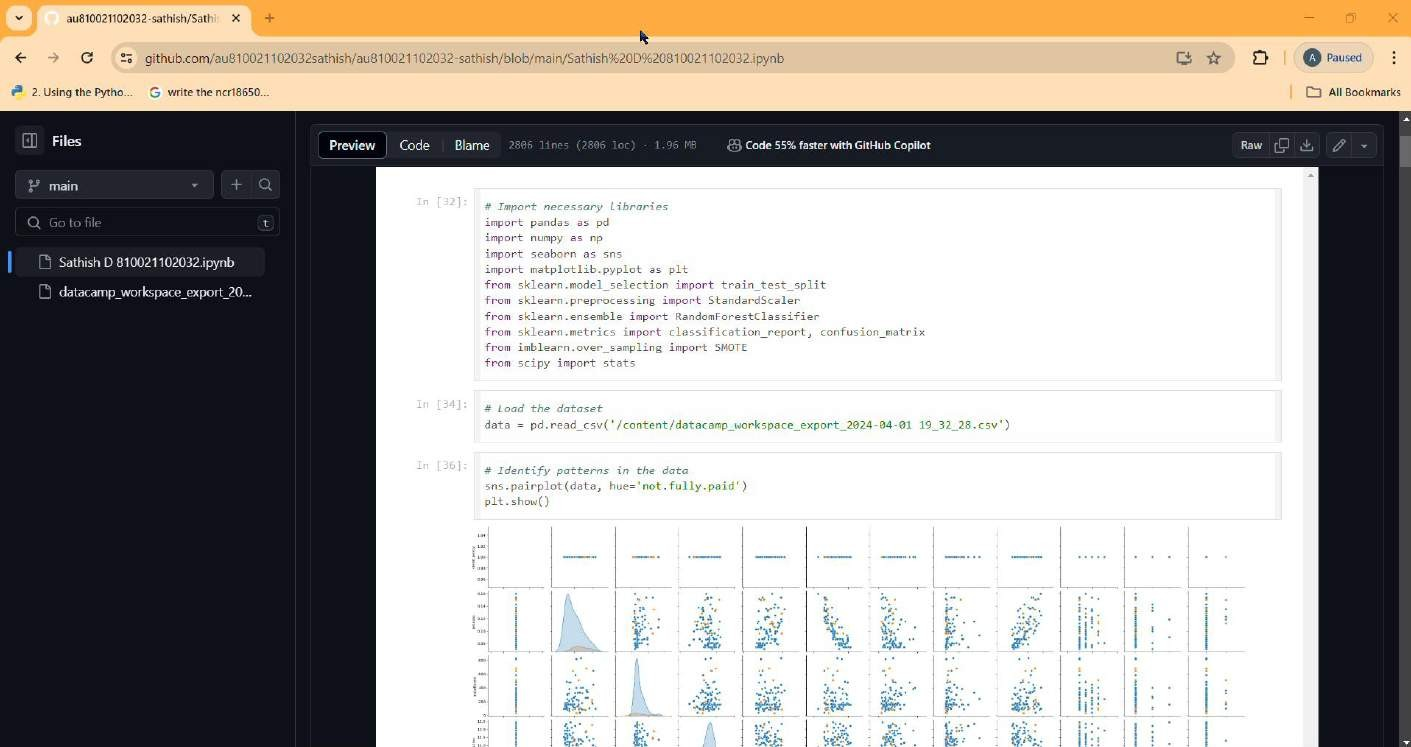 au810021102032-sathish/Sathi
github.com/au810021102032sathish/au810021102032-sathish/blob/main/Sathish%20D%20810021102032.ipynb
A Paused
2. Using the Pytho...
write the ncr18650...
All Bookmarks
Files
Preview
Code
Blame
2806 lines (2806 loc) · 1.96 MB
Code 55% faster with GitHub Copilot
Raw
main
Go to file
t
Sathish D 810021102032.ipynb
datacamp_workspace_export_20...
In [32]:
# Import necessary libraries
import pandas as pd
import numpy as np
import seaborn as sns
import matplotlib.pyplot as plt
from sklearn.model_selection import train_test_split
from sklearn.preprocessing import StandardScaler
from sklearn.ensemble import RandomForestClassifier
from sklearn.metrics import classification_report, confusion_matrix
from imblearn.over_sampling import SMOTE
from scipy import stats
In [34]:
# Load the dataset
data = pd.read_csv('/content/datacamp_workspace_export_2024-04-01 19_32_28.csv')
In [36]:
# Identify patterns in the data
sns.pairplot(data, hue='not.fully.paid')
plt.show()